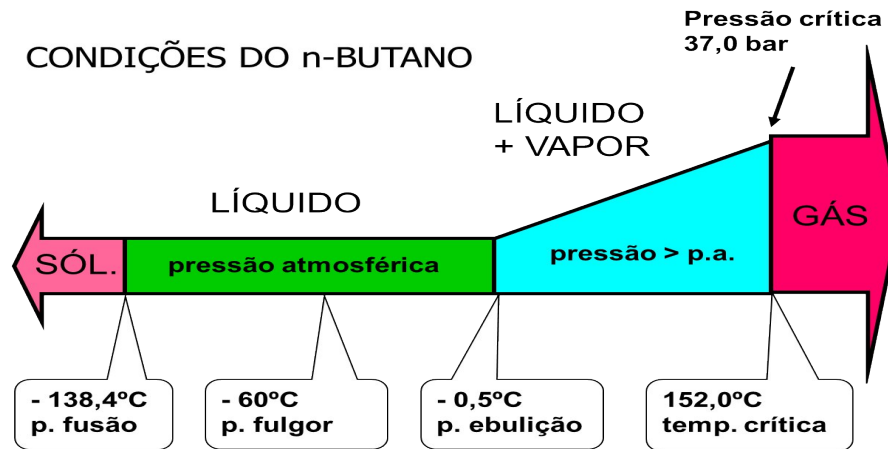 Pressão crítica
37,0 bar
CONDIÇÕES DO n-BUTANO
LÍQUIDO
+ VAPOR
LÍQUIDO
GÁS
SÓL.
pressão atmosférica
pressão > p.a.
- 138,4ºC
p. fusão
- 60ºC
p. fulgor
- 0,5ºC
p. ebulição
152,0ºC
temp. crítica